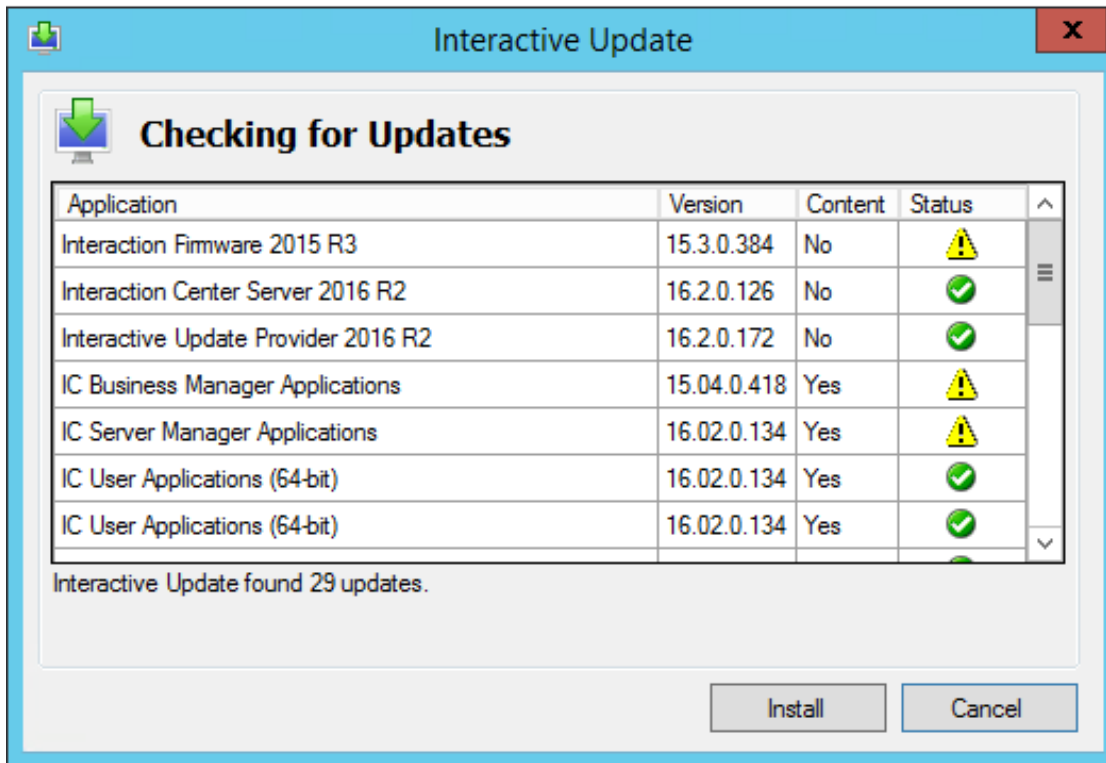 Interactive Update
x
Checking for Updates
Application Version Content Status
Interaction Firmware 2015 R3 15.3.0.384 No
Interaction Center Server 2016 R2 16.2.0.126 No
Interactive Update Provider 2016 R2 16.2.0.172 No
IC Business Manager Applications 15.04.0.418 Yes
IC Server Manager Applications 16.02.0.134 Yes
IC User Applications (64-bit) 16.02.0.134 Yes
IC User Applications (64-bit) 16.02.0.134 Yes
Interactive Update found 29 updates.
Install Cancel